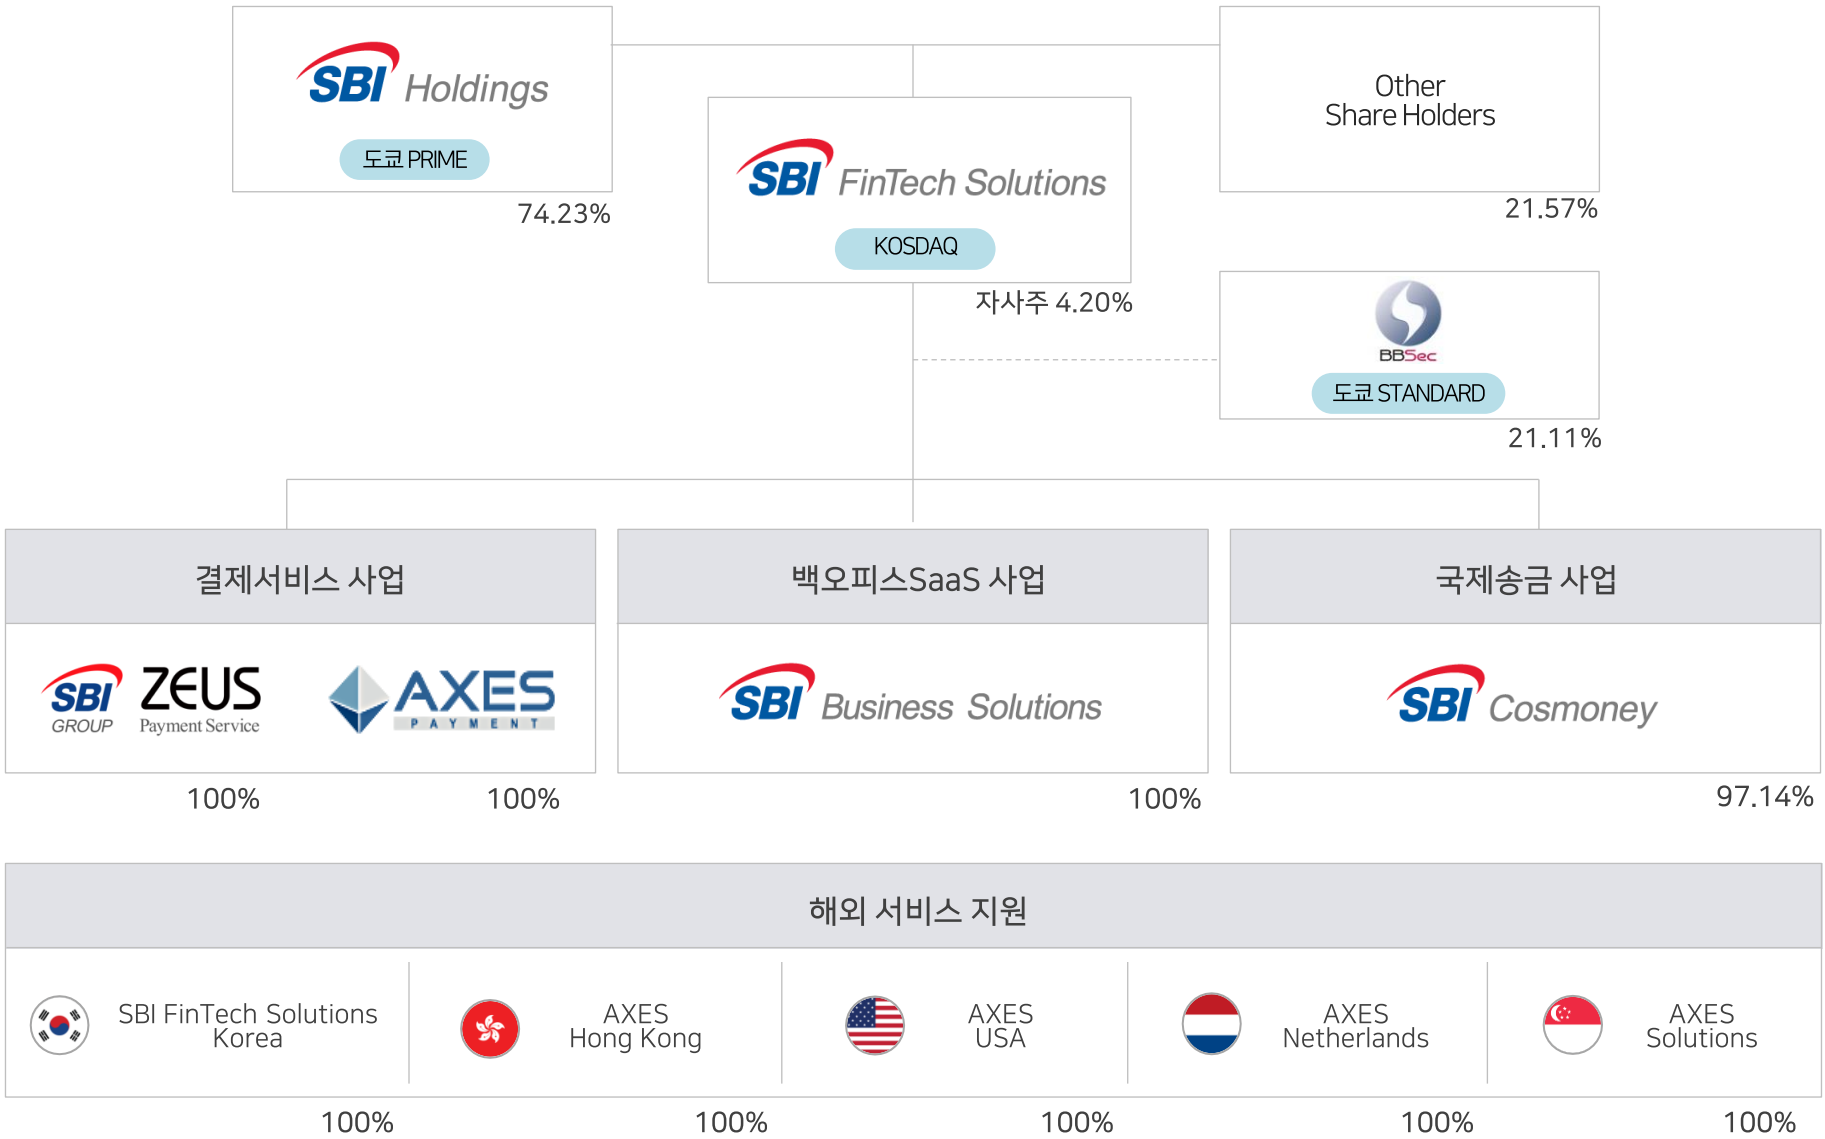 SBI Holdings
도쿄 PRIME
74.23%
SBI FinTech Solutions
KOSDAQ
자사주 4.20%
Other
Share Holders
21.57%
BBSec
도쿄 STANDARD
21.11%
결제서비스 사업
SBI GROUP
ZEUS
Payment Service
AXES
PAYMENT
100%
100%
백오피스SaaS 사업
SBI Business Solutions
100%
국제송금 사업
SBI Cosmoney
97.14%
해외 서비스 지원
SBI FinTech Solutions
Korea
AXES
Hong Kong
AXES
USA
AXES
Netherlands
AXES
Solutions
100%
100%
100%
100%
100%